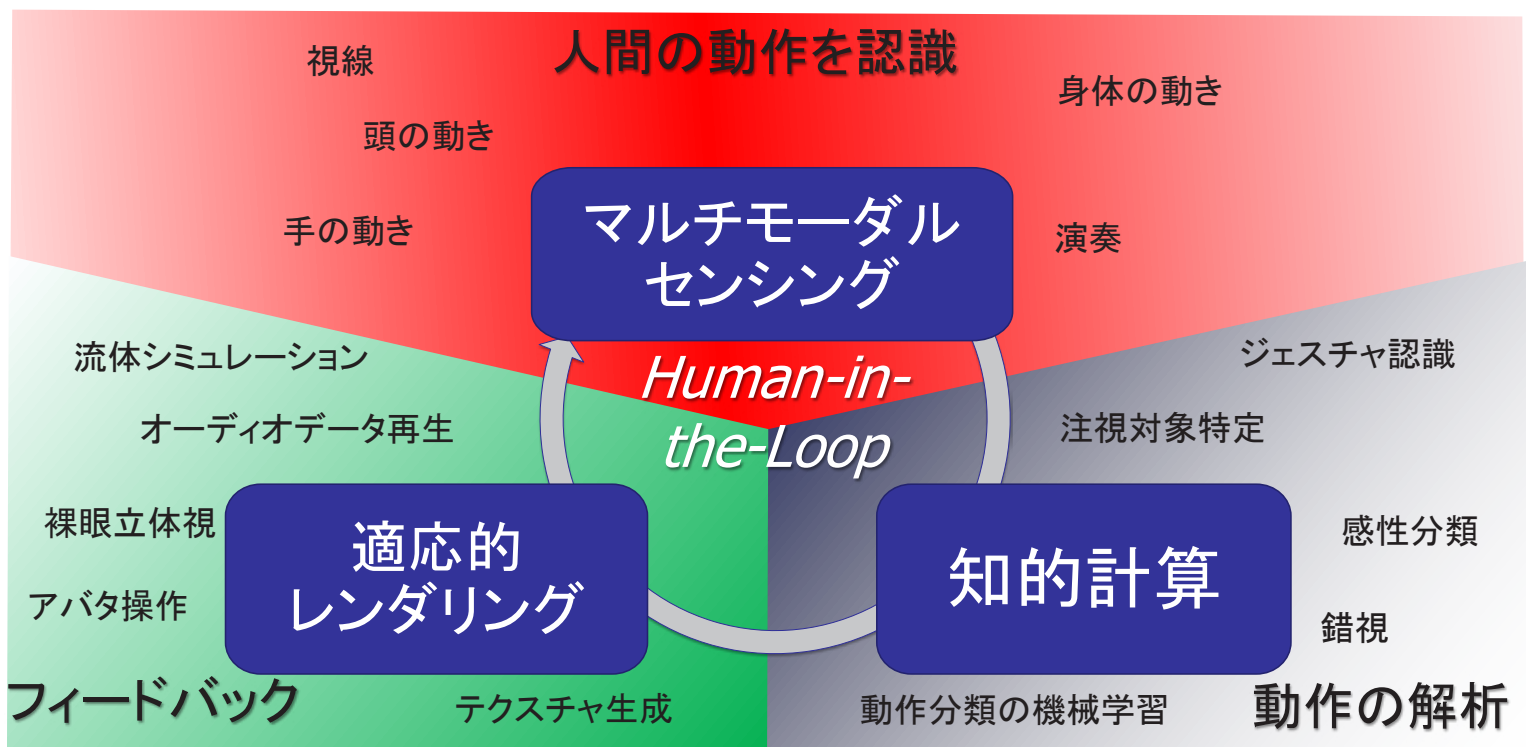 人間の動作を認識
視線
身体の動き
頭の動き
手の動き
演奏
マルチモーダル
センシング
Human-in-
the-Loop
流体シミュレーション
オーディオデータ再生
裸眼立体視
アバタ操作
適応的
レンダリング
フィードバック
テクスチャ生成
ジェスチャ認識
注視対象特定
感性分類
錯視
知的計算
動作分類の機械学習
動作の解析